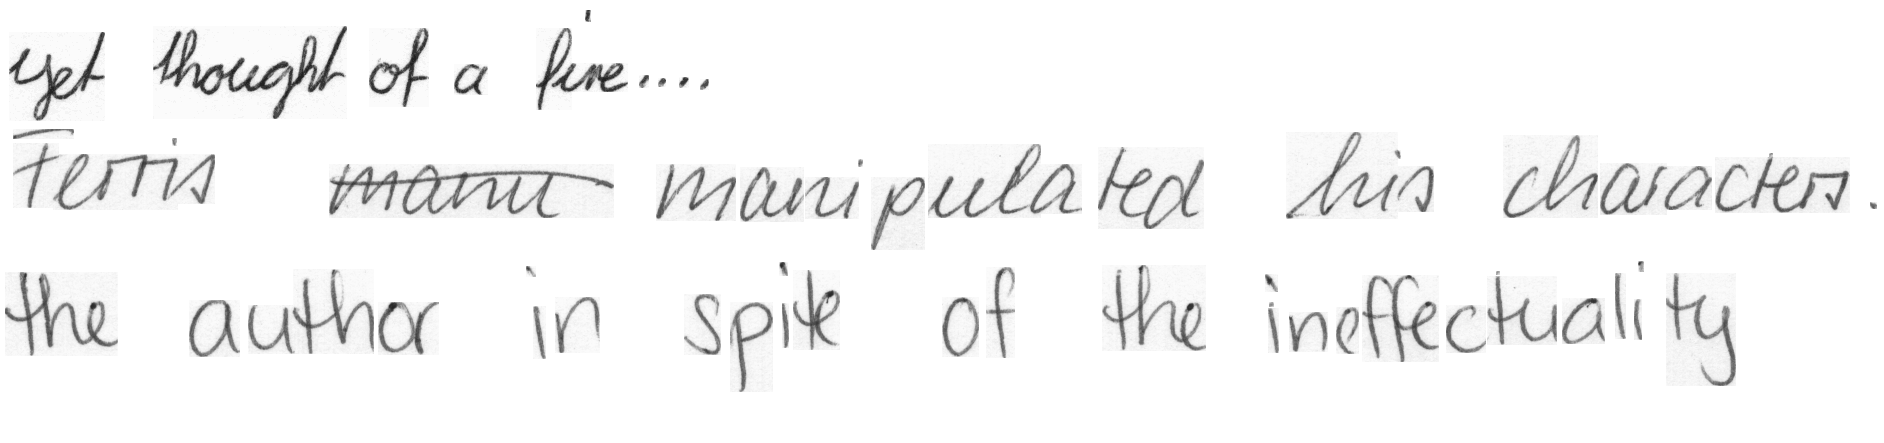 yet thought of a fire....
Ferris manu manipulated his characters.
the author in spite of the ineffectuality